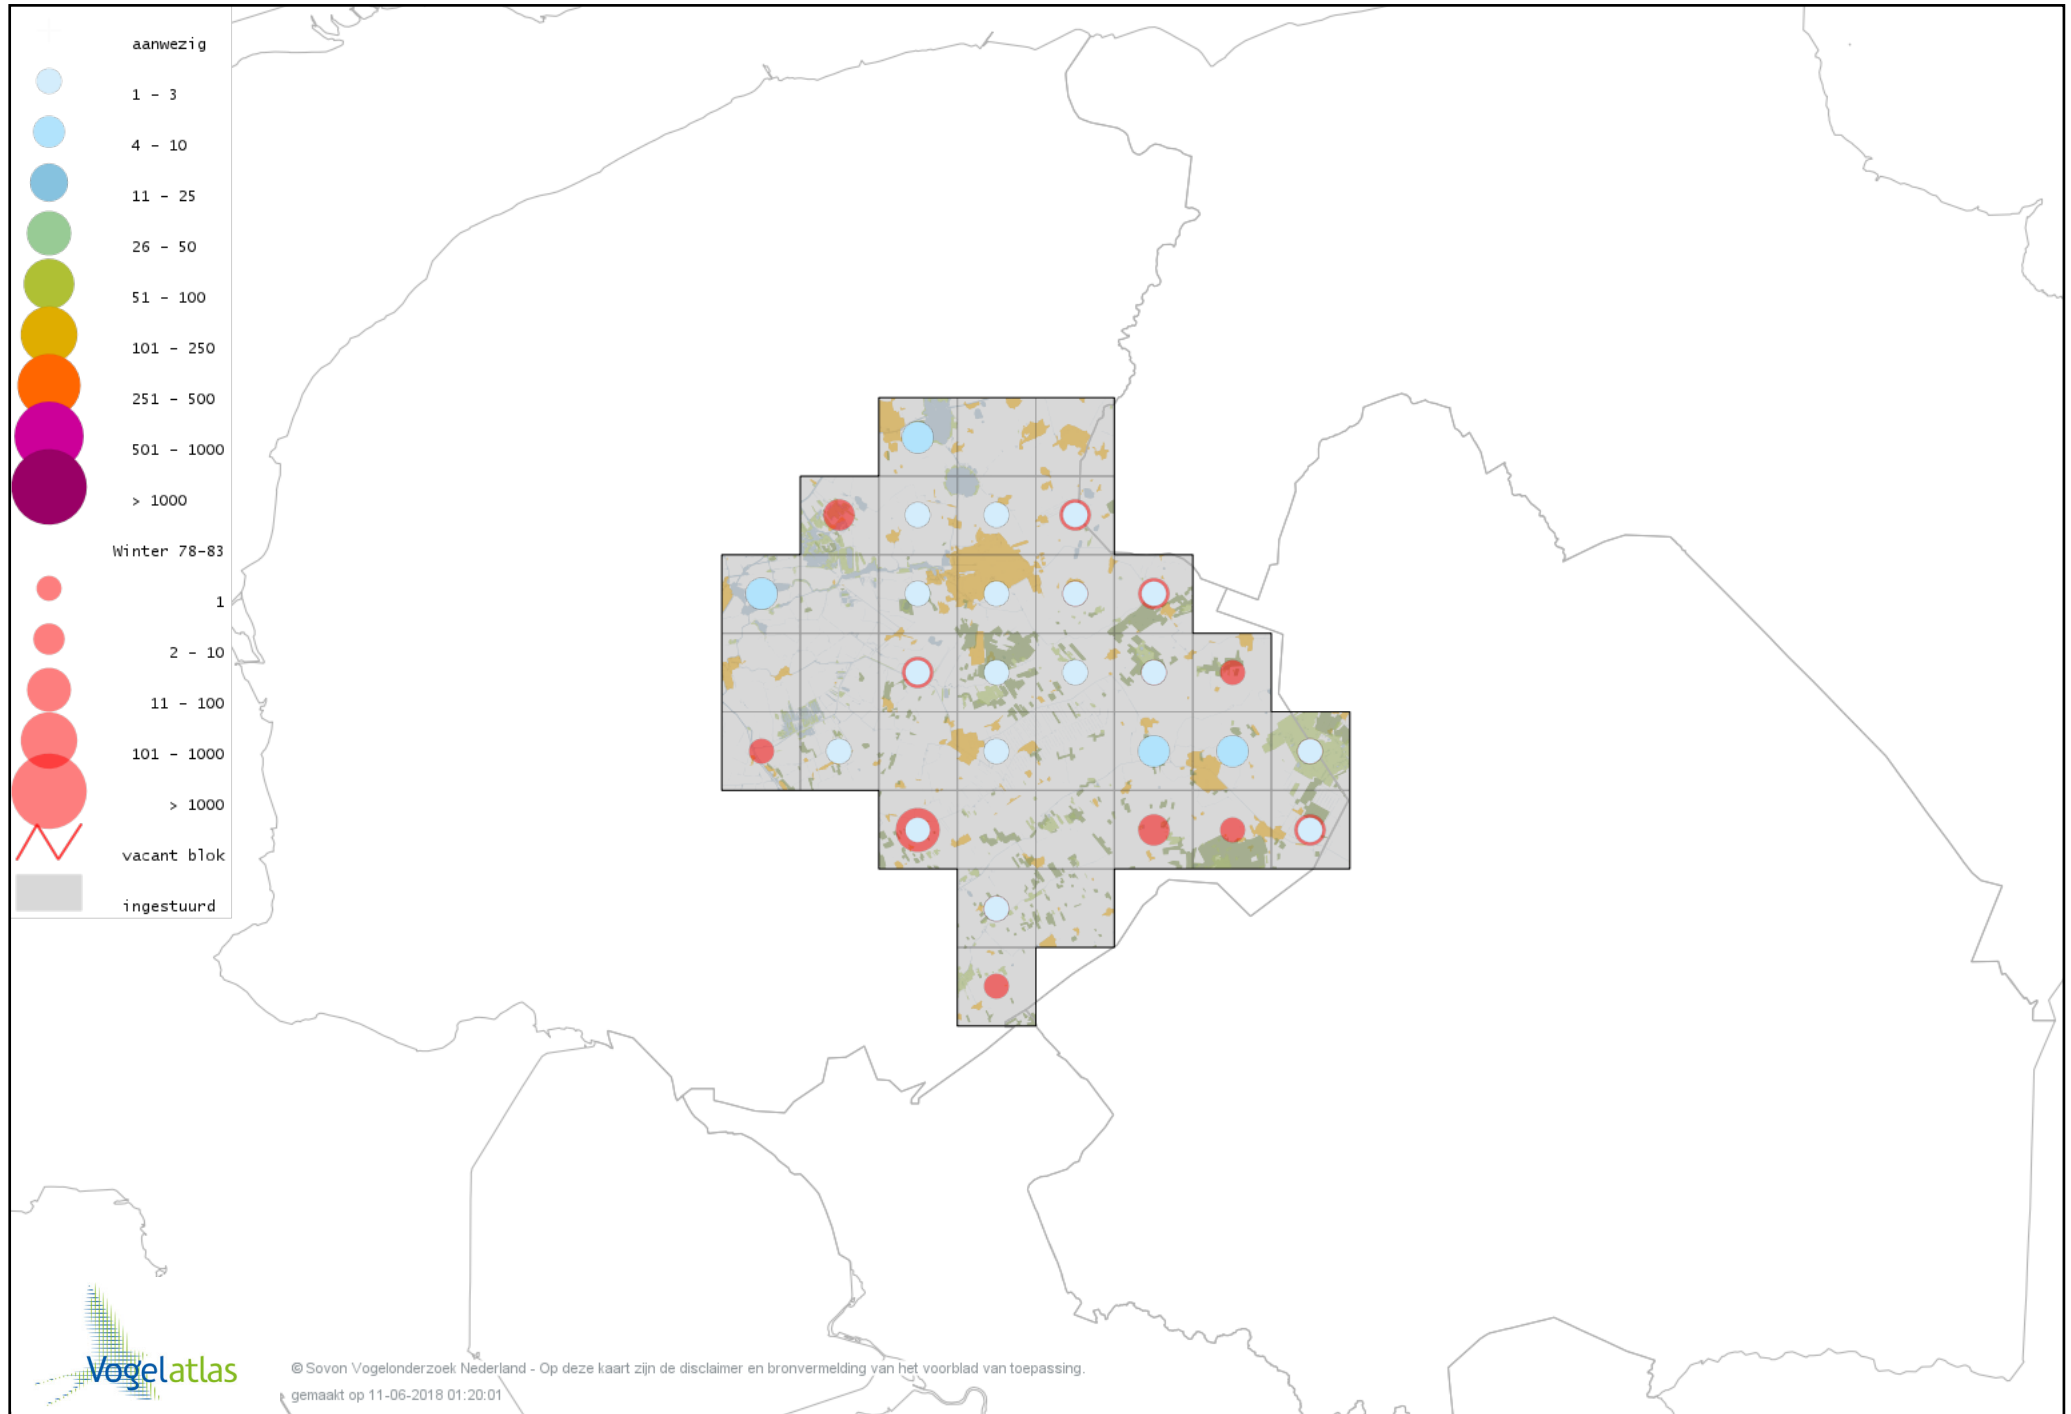 aanwezig
1 - 3
4 - 10
11 - 25
26 - 50
51 - 100
101 - 250
251 - 500
501 - 1000
> 1000
Winter 78-83
1
2 - 10
11 - 100
101 - 1000
> 1000
vacant blok
ingestuurd
Vogelatlas
© Sovon Vogelonderzoek Nederland - Op deze kaart zijn de disclaimer en bronvermelding van het voorblad van toepassing.
gemaakt op 11-06-2018 01:20:01